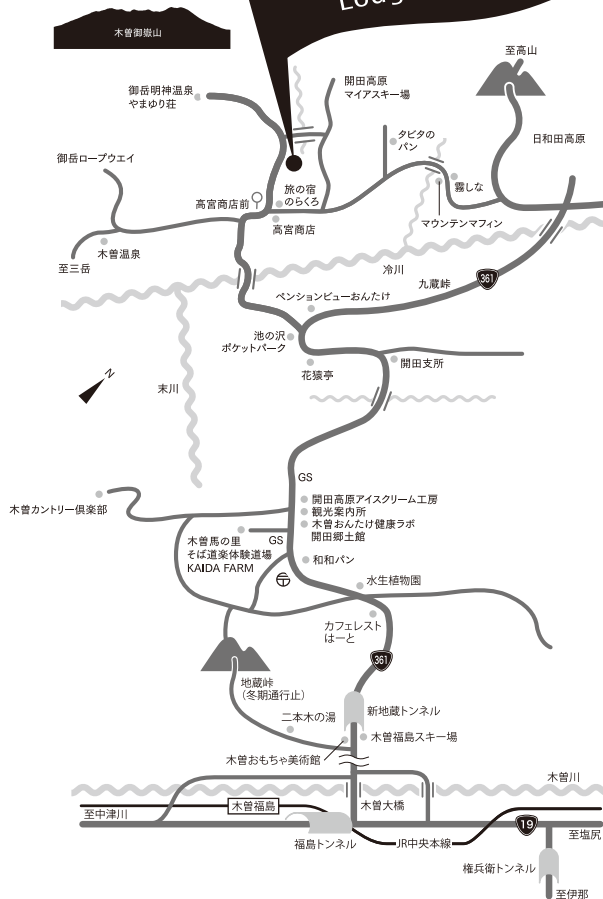 Lodg
木曽御嶽山
至高山
開田高原
マイアスキー場
御岳明神温泉
やまゆり荘
タビタの
パン
日和田高原
御岳ロープウエイ
霧しな
旅の宿
のらくろ
高宮商店前
マウンテンマフィン
高宮商店
木曽温泉
至三岳
冷川
九蔵峠
361
ペンションビューおんたけ
池の沢
ポケットパーク
開田支所
花猿亭
末川
N
GS
開田高原アイスクリーム工房
観光案内所
木曽おんたけ健康ラボ
開田郷土館
木曽カントリー倶楽部
GS
木曽馬の里
そば道楽体験道場
KAIDA FARM
和和パン
水生植物園
カフェレスト
はーと
361
地蔵峠
(冬期通行止)
新地蔵トンネル
二本木の湯
木曽福島スキー場
木曽おもちゃ美術館
木曽川
木曽福島
木曽大橋
至中津川
19
至塩尻
福島トンネル
JR中央本線
権兵衛トンネル
至伊那